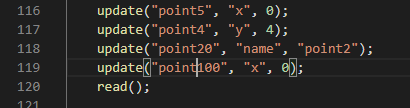 116 update("point5", "x", 0);
117 update("point4", "y", 4);
118 update("point20", "name", "point2");
119 update("point100", "x", 0);
120 read();
121